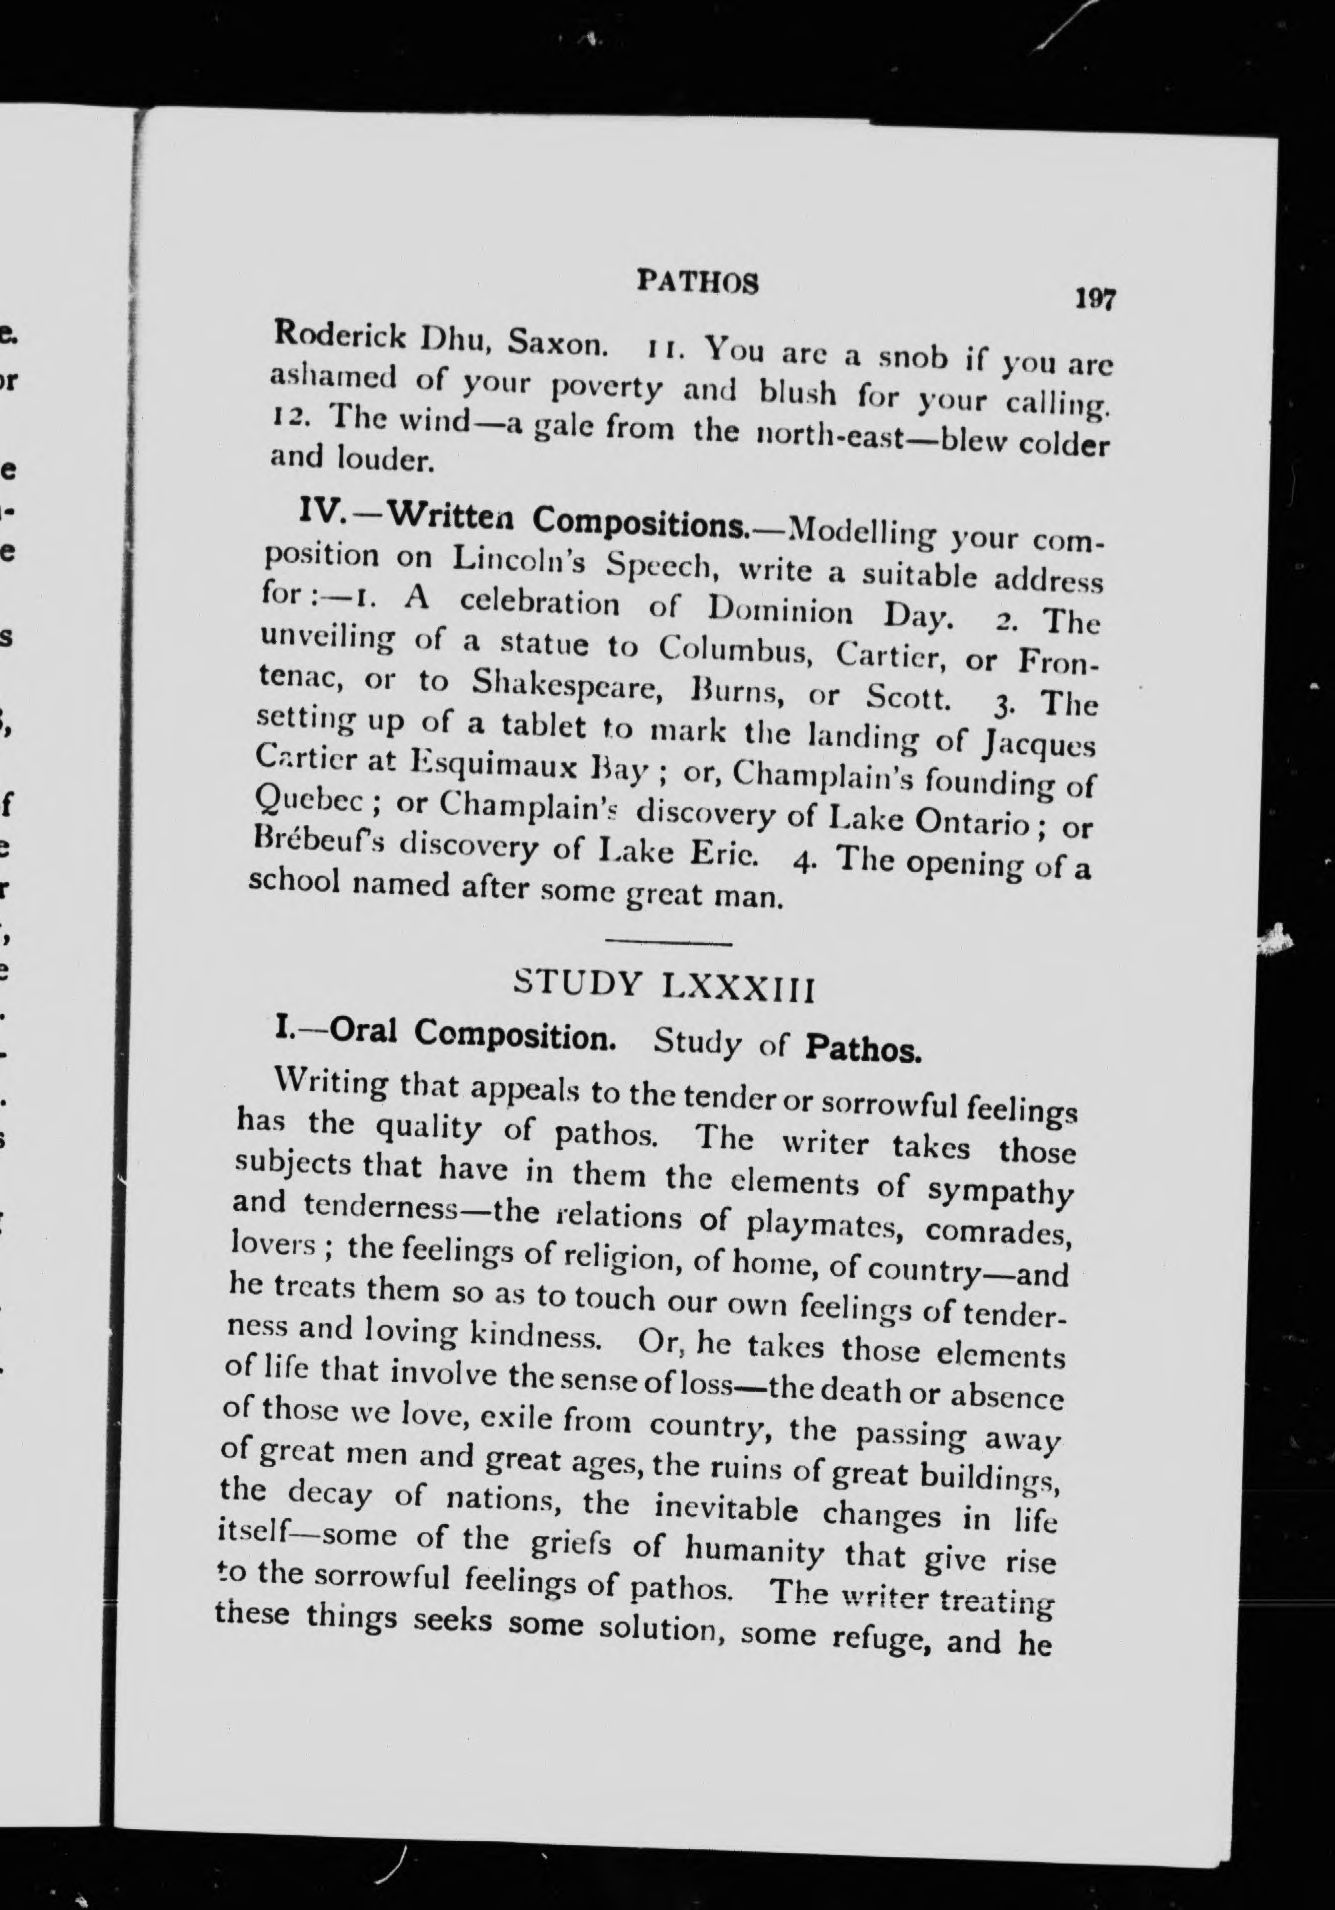 PATHOS
197
Roderick Dhu, Saxon. 11. You are a snob if you are
ashamed of your poverty and blush for your calling.
12. The wind—a gale from the north-east—blew colder
and louder.
IV.—Written Compositions.—Modelling your com-
position on Lincoln's Speech, write a suitable address
for :—1. A celebration of Dominion Day. 2. The
unveiling of a statue to Columbus, Cartier, or Fron-
tenac, or to Shakespeare, Burns, or Scott. 3. The
setting up of a tablet to mark the landing of Jacques
Cartier at Esquimaux Bay ; or, Champlain's founding of
Quebec ; or Champlain's discovery of Lake Ontario ; or
Brébeuf's discovery of Lake Erie. 4. The opening of a
school named after some great man.
STUDY LXXXIII
I.—Oral Composition. Study of Pathos.
Writing that appeals to the tender or sorrowful feelings
has the quality of pathos. The writer takes those
subjects that have in them the elements of sympathy
and tenderness—the relations of playmates, comrades,
lovers ; the feelings of religion, of home, of country—and
he treats them so as to touch our own feelings of tender-
ness and loving kindness. Or, he takes those elements
of life that involve the sense of loss—the death or absence
of those we love, exile from country, the passing away
of great men and great ages, the ruins of great buildings,
the decay of nations, the inevitable changes in life
itself—some of the griefs of humanity that give rise
to the sorrowful feelings of pathos. The writer treating
these things seeks some solution, some refuge, and he